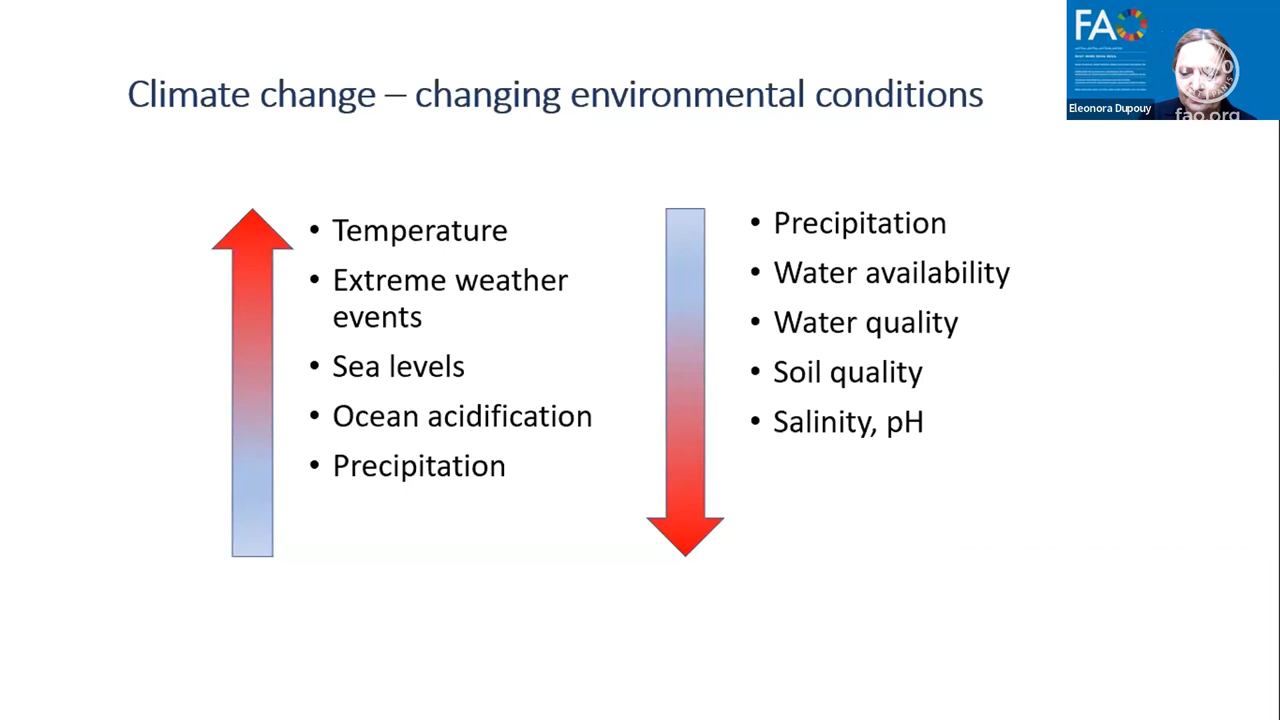 FAO
Eleonora Dupouy
fao.org
Climate change – changing environmental conditions
• Temperature
• Extreme weather
events
• Sea levels
• Ocean acidification
• Precipitation
• Precipitation
• Water availability
• Water quality
• Soil quality
• Salinity, pH